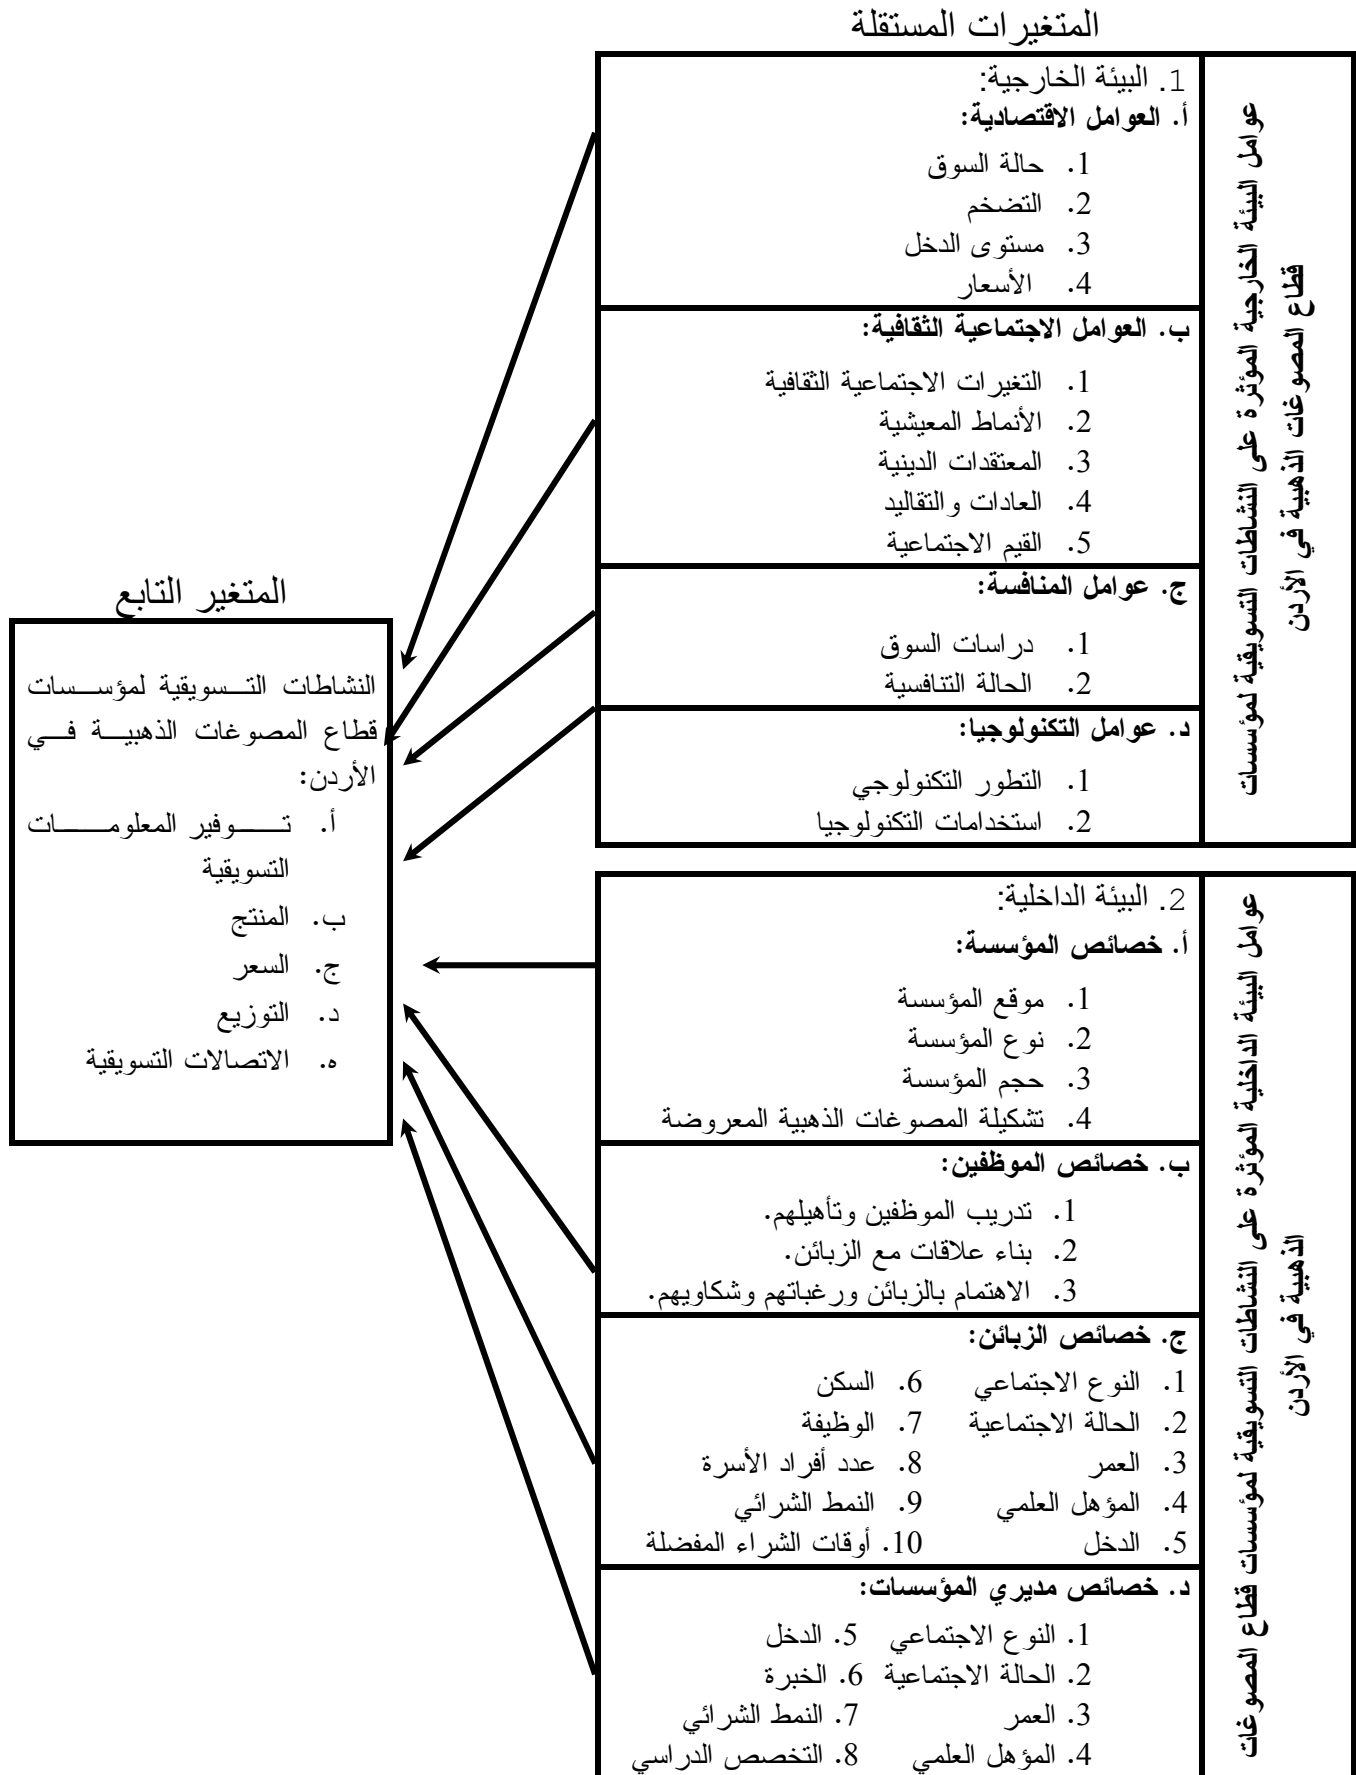 المتغيرات المستقلة
1. البيئة الخارجية:
أ. العوامل الاقتصادية:
1. حالة السوق
2. التضخم
3. مستوى الدخل
4. الأسعار
ب. العوامل الاجتماعية الثقافية:
1. التغيرات الاجتماعية الثقافية
2. الأنماط المعيشية
3. المعتقدات الدينية
4. العادات والتقاليد
5. القيم الاجتماعية
ج. عوامل المنافسة:
1. دراسات السوق
2. الحالة التنافسية
د. عوامل التكنولوجيا:
1. التطور التكنولوجي
2. استخدامات التكنولوجيا
عوامل البيئة الخارجية المؤثرة على النشاطات التسويقية لمؤسسات
قطاع المصوغات الذهبية في الأردن
2. البيئة الداخلية:
أ. خصائص المؤسسة:
1. موقع المؤسسة
2. نوع المؤسسة
3. حجم المؤسسة
4. تشكيلة المصوغات الذهبية المعروضة
ب. خصائص الموظفين:
1. تدريب الموظفين وتأهيلهم.
2. بناء علاقات مع الزبائن.
3. الاهتمام بالزبائن ورغباتهم وشكاويهم.
ج. خصائص الزبائن:
1. النوع الاجتماعي 6. السكن
2. الحالة الاجتماعية 7. الوظيفة
3. العمر 8. عدد أفراد الأسرة
4. المؤهل العلمي 9. النمط الشرائي
5. الدخل 10. أوقات الشراء المفضلة
د. خصائص مديري المؤسسات:
1. النوع الاجتماعي 5. الدخل
2. الحالة الاجتماعية 6. الخبرة
3. العمر 7. النمط الشرائي
4. المؤهل العلمي 8. التخصص الدراسي
عوامل البيئة الداخلية المؤثرة على النشاطات التسويقية لمؤسسات قطاع المصوغات
الذهبية في الأردن
المتغير التابع
النشاطات التسويقية لمؤسسات
قطاع المصوغات الذهبية في
الأردن:
أ. توفير المعلومات
التسويقية
ب. المنتج
ج. السعر
د. التوزيع
ه. الاتصالات التسويقية